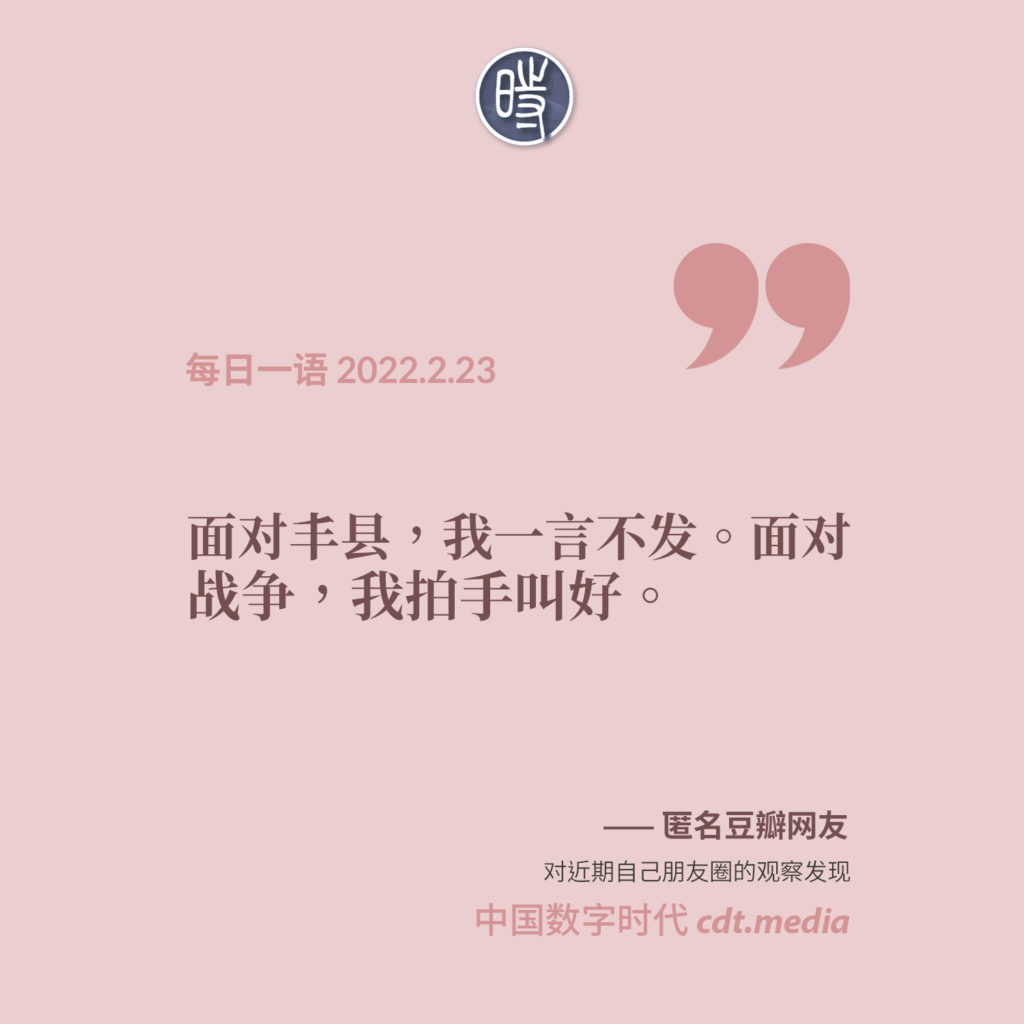 時
每日一语 2022.2.23
面对丰县，我一言不发。面对
战争，我拍手叫好。
—— 匿名豆瓣网友
对近期自己朋友圈的观察发现
中国数字时代 cdt.media